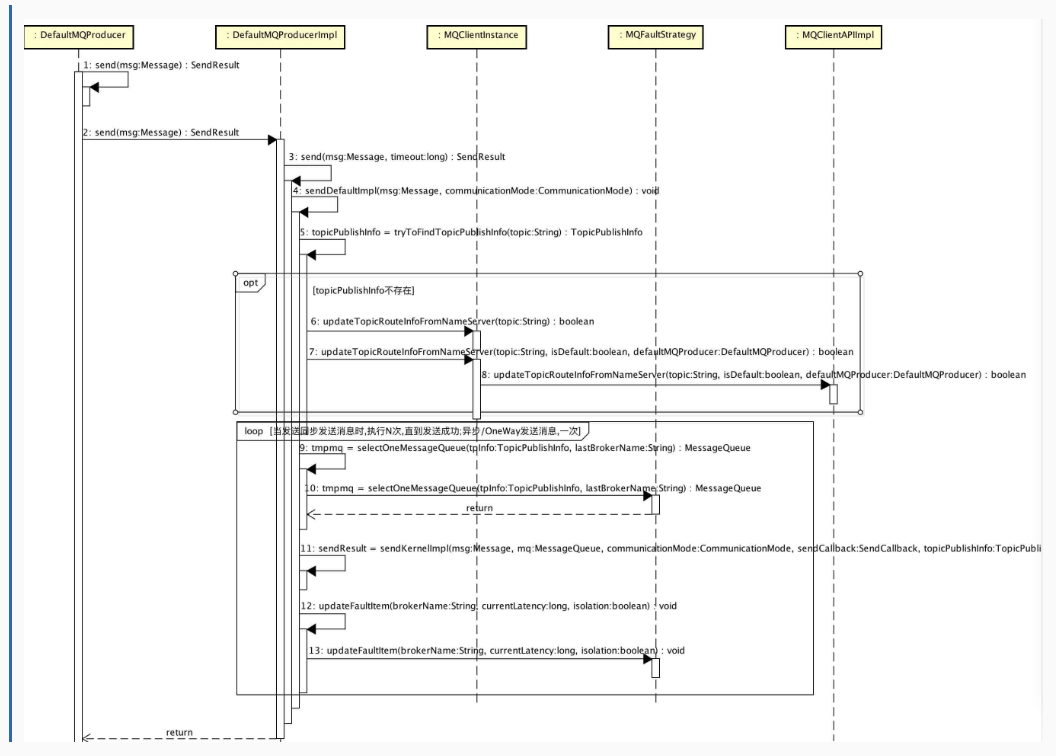 : DefaultMQProducer
: DefaultMQProducerImpl
: MQClientInstance
: MQFaultStrategy
: MQClientAPIImpl
1: send(msg:Message) : SendResult
2: send(msg:Message) : SendResult
3: send(msg:Message, timeout:long) : SendResult
4: sendDefaultImpl(msg:Message, communicationMode:CommunicationMode) : void
5: topicPublishInfo = tryToFindTopicPublishInfo(topic:String) : TopicPublishInfo
opt
[topicPublishInfo不存在]
6: updateTopicRouteInfoFromNameServer(topic:String) : boolean
7: updateTopicRouteInfoFromNameServer(topic:String, isDefault:boolean, defaultMQProducer:DefaultMQProducer) : boolean
8: updateTopicRouteInfoFromNameServer(topic:String, isDefault:boolean, defaultMQProducer:DefaultMQProducer) : boolean
loop [当发送同步发送消息时,执行N次,直到发送成功;异步/OneWay发送消息,一次]
9: tmpmq = selectOneMessageQueue(tpInfo:TopicPublishInfo, lastBrokerName:String) : MessageQueue
10: tmpmq = selectOneMessageQueue(tpInfo:TopicPublishInfo, lastBrokerName:String) : MessageQueue
return
11: sendResult = sendKernelImpl(msg:Message, mq:MessageQueue, communicationMode:CommunicationMode, sendCallback:SendCallback, topicPublishInfo:TopicPubli
12: updateFaultItem(brokerName:String, currentLatency:long, isolation:boolean) : void
13: updateFaultItem(brokerName:String, currentLatency:long, isolation:boolean) : void
return